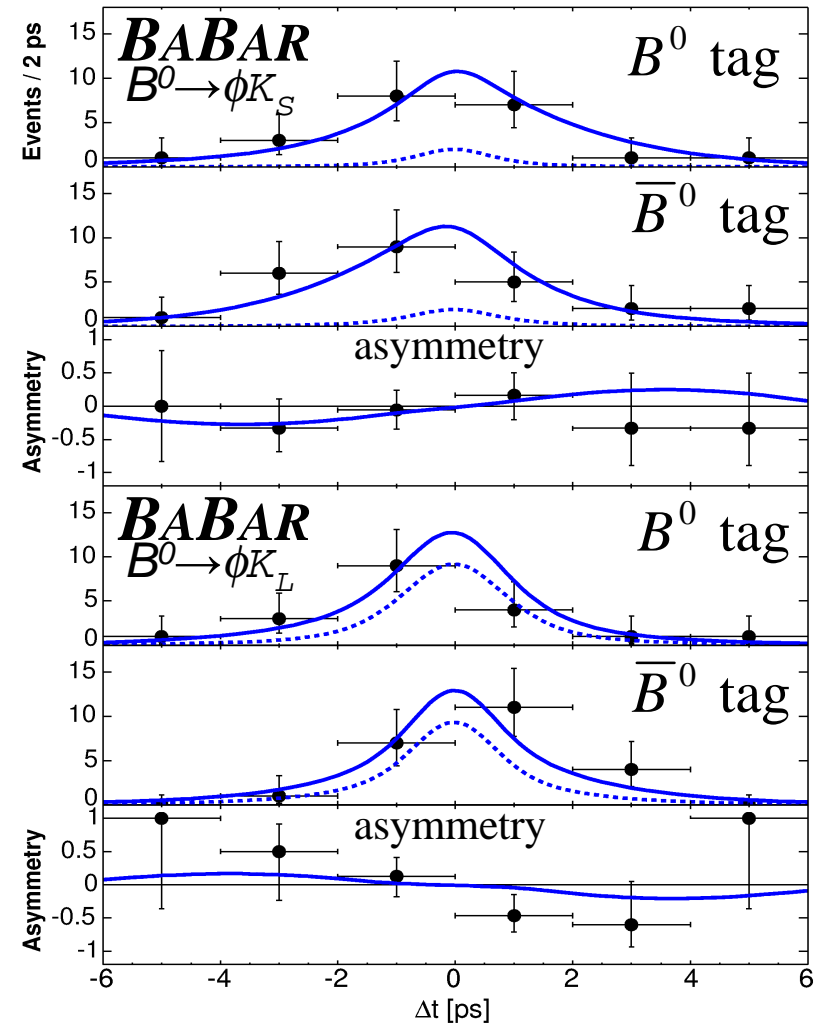 BABAR
B⁰→φK_S
B⁰ tag
Events / 2 ps
15
10
5
0
B̅⁰ tag
15
10
5
0
asymmetry
Asymmetry
1
0.5
0
-0.5
-1
BABAR
B⁰→φK_L
B⁰ tag
15
10
5
0
B̅⁰ tag
15
10
5
0
asymmetry
Asymmetry
1
0.5
0
-0.5
-1
-6 -4 -2 0 2 4 6
Δt [ps]